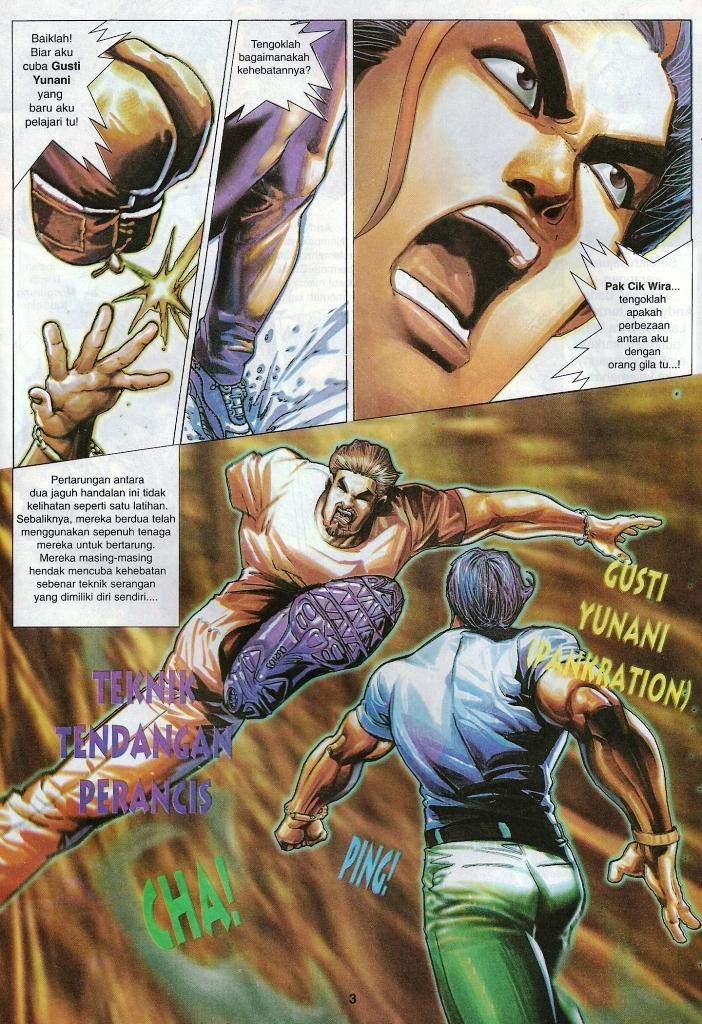 Baiklah!
Biar aku
cuba Gusti
Yunani
yang
baru aku
pelajari tu!
Tengoklah
bagaimanakah
kehebatannya?
Pak Cik Wira...
tengoklah
apakah
perbezaan
antara aku
dengan
orang gila tu...!
Pertarungan antara
dua jaguh handalan ini tidak
kelihatan seperti satu latihan.
Sebaliknya, mereka berdua telah
menggunakan sepenuh tenaga
mereka untuk bertarung.
Mereka masing-masing
hendak mencuba kehebatan
sebenar teknik serangan
yang dimiliki diri sendiri....
GUSTI
YUNANI
(PANKRATION)
TEKNIK
TENDANGAN
PERANCIS
PING!
CHA!
3